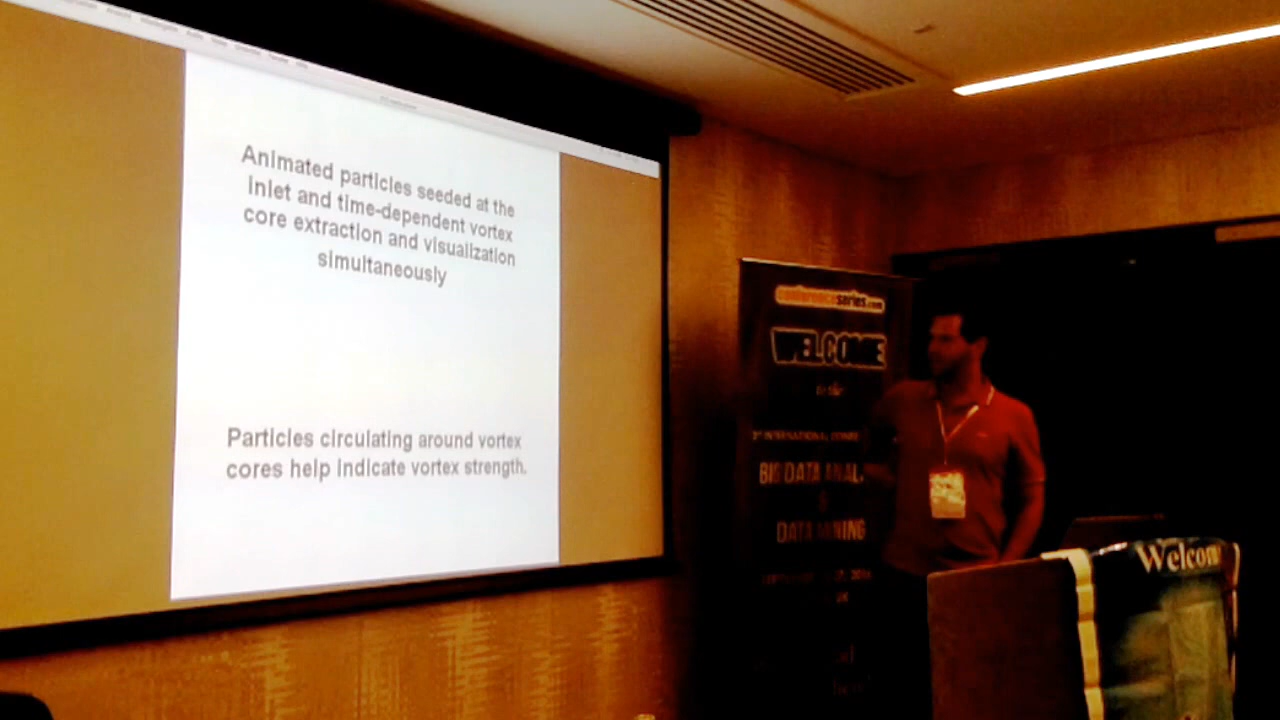 Animated particles seeded at the
inlet and time-dependent vortex
core extraction and visualization
simultaneously
Particles circulating around vortex
cores help indicate vortex strength.
conferenceseries.com
WELCOME
to the
INTERNATIONAL
BIG DATA
&
DATA MINING
Welcom